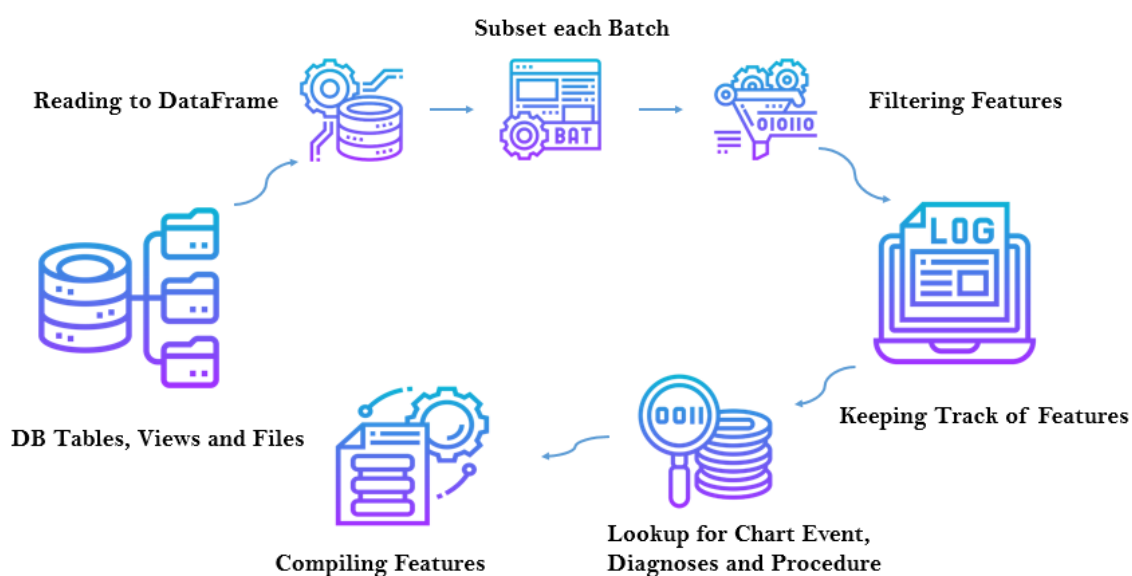 Subset each Batch
Reading to DataFrame
BAT
010110
Filtering Features
LOG
DB Tables, Views and Files
Keeping Track of Features
0011
Lookup for Chart Event,
Diagnoses and Procedure
Compiling Features